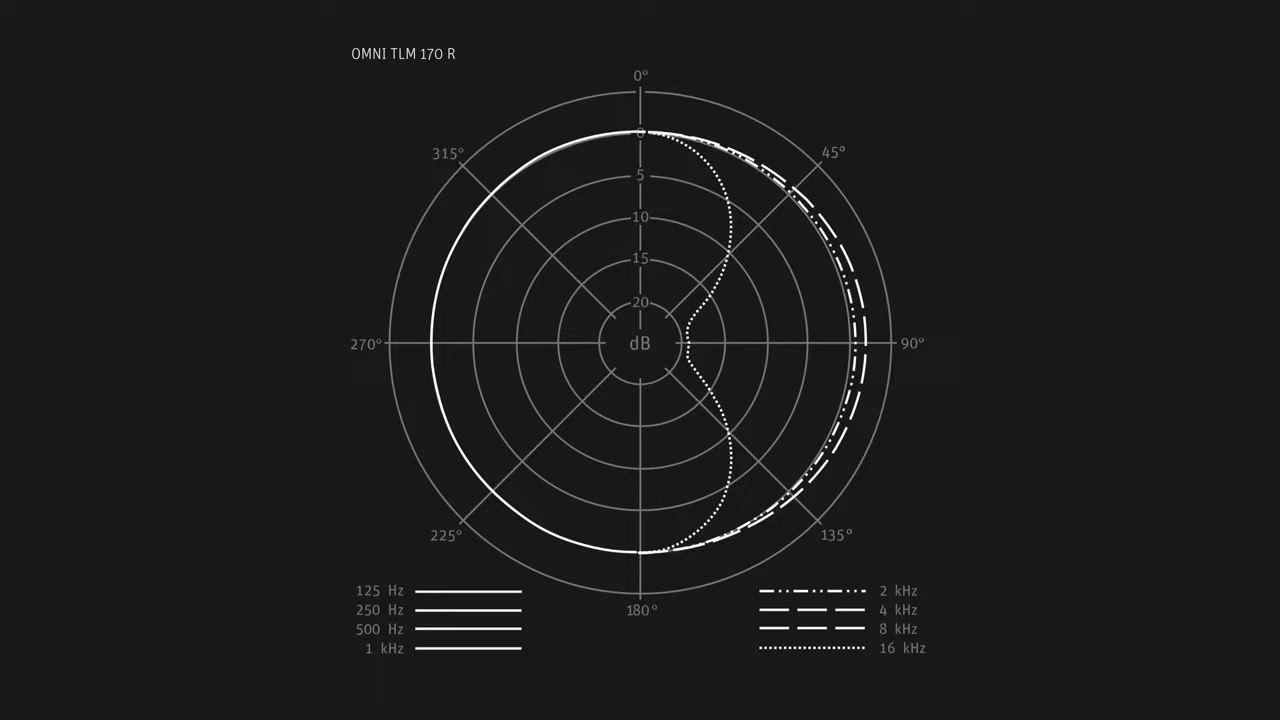 OMNI TLM 170 R
0°
315°
45°
0
5
10
15
20
270°
dB
90°
225°
135°
180°
125 Hz
250 Hz
500 Hz
1 kHz
2 kHz
4 kHz
8 kHz
16 kHz